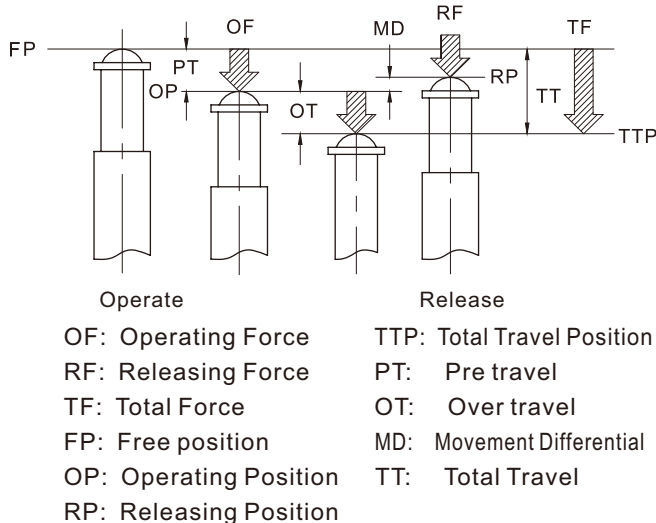 OF
MD
RF
TF
FP
PT
RP
OP
OT
TT
TTP
Operate
Release
OF: Operating Force
RF: Releasing Force
TF: Total Force
FP: Free position
OP: Operating Position
RP: Releasing Position
TTP: Total Travel Position
PT: Pre travel
OT: Over travel
MD: Movement Differential
TT: Total Travel